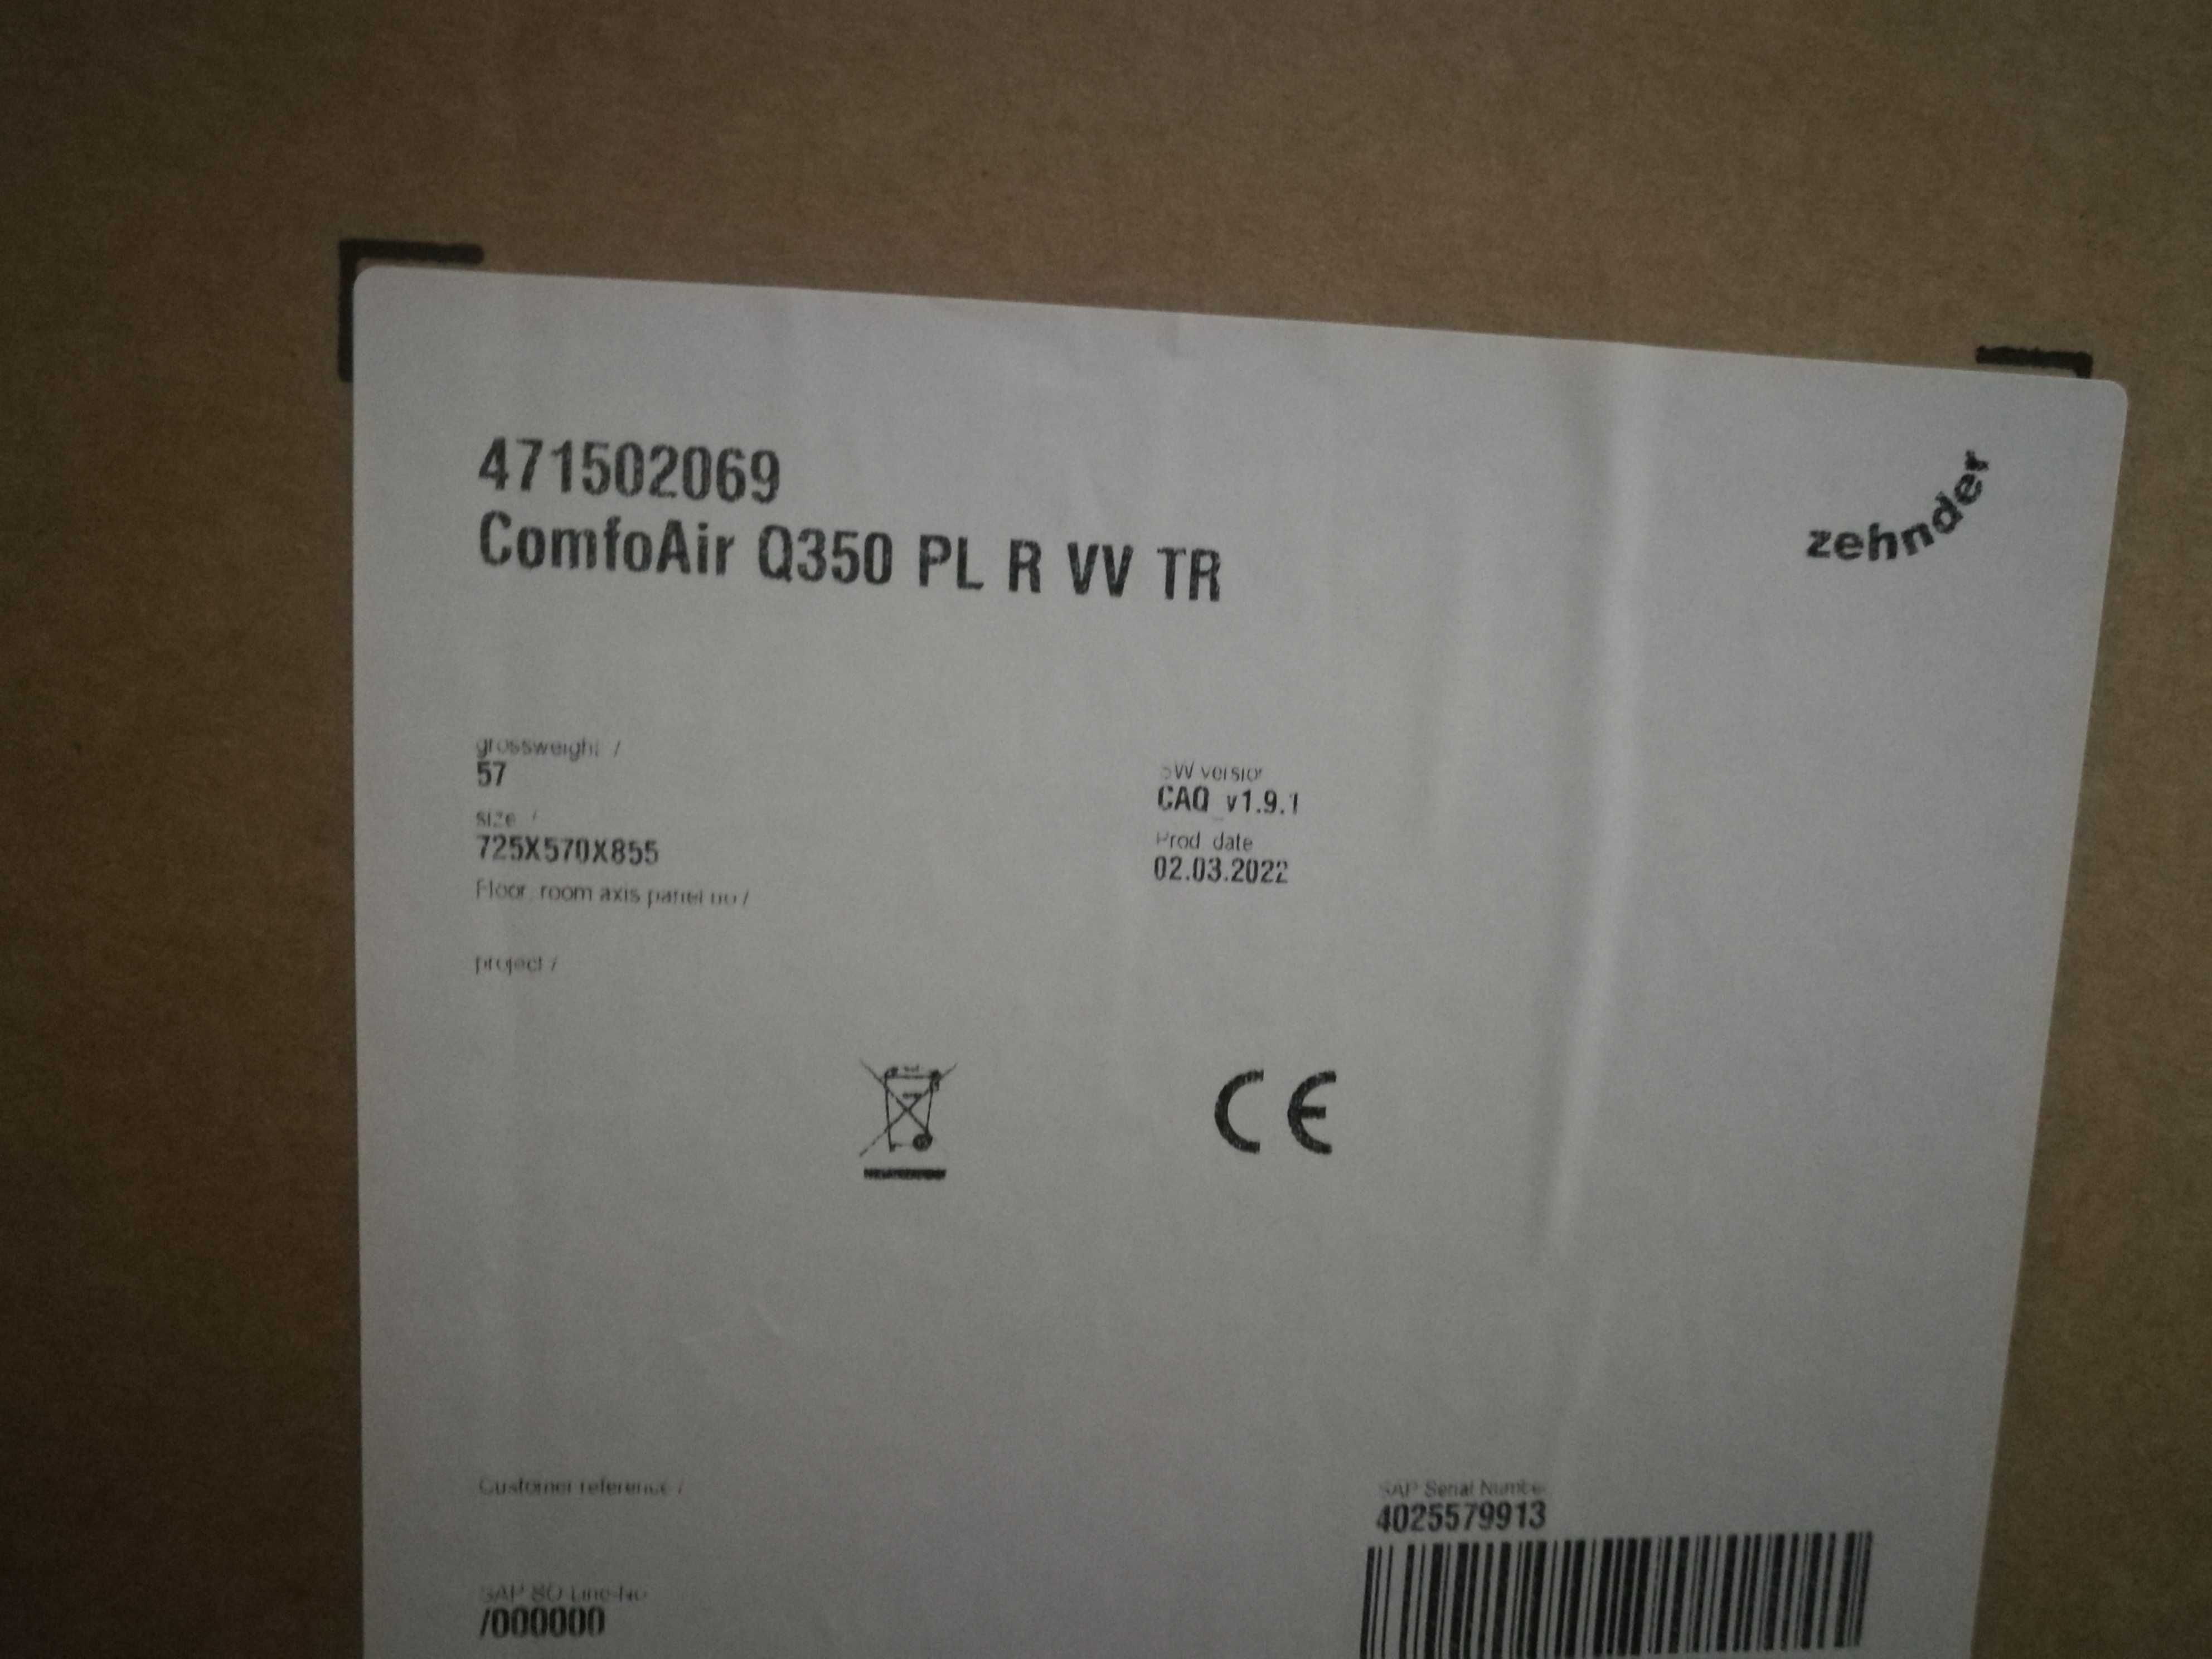 471502069
ComfoAir Q350 PL R VV TR
zehnder
grossweight /
57
SW version
CAQ_v1.9.1
size /
725X570X855
Prod date
02.03.2022
Floor, room axis panel no /
project /
CE
Customer reference /
SAP Serial Number
4025579913
SAP SO Line-No
/000000